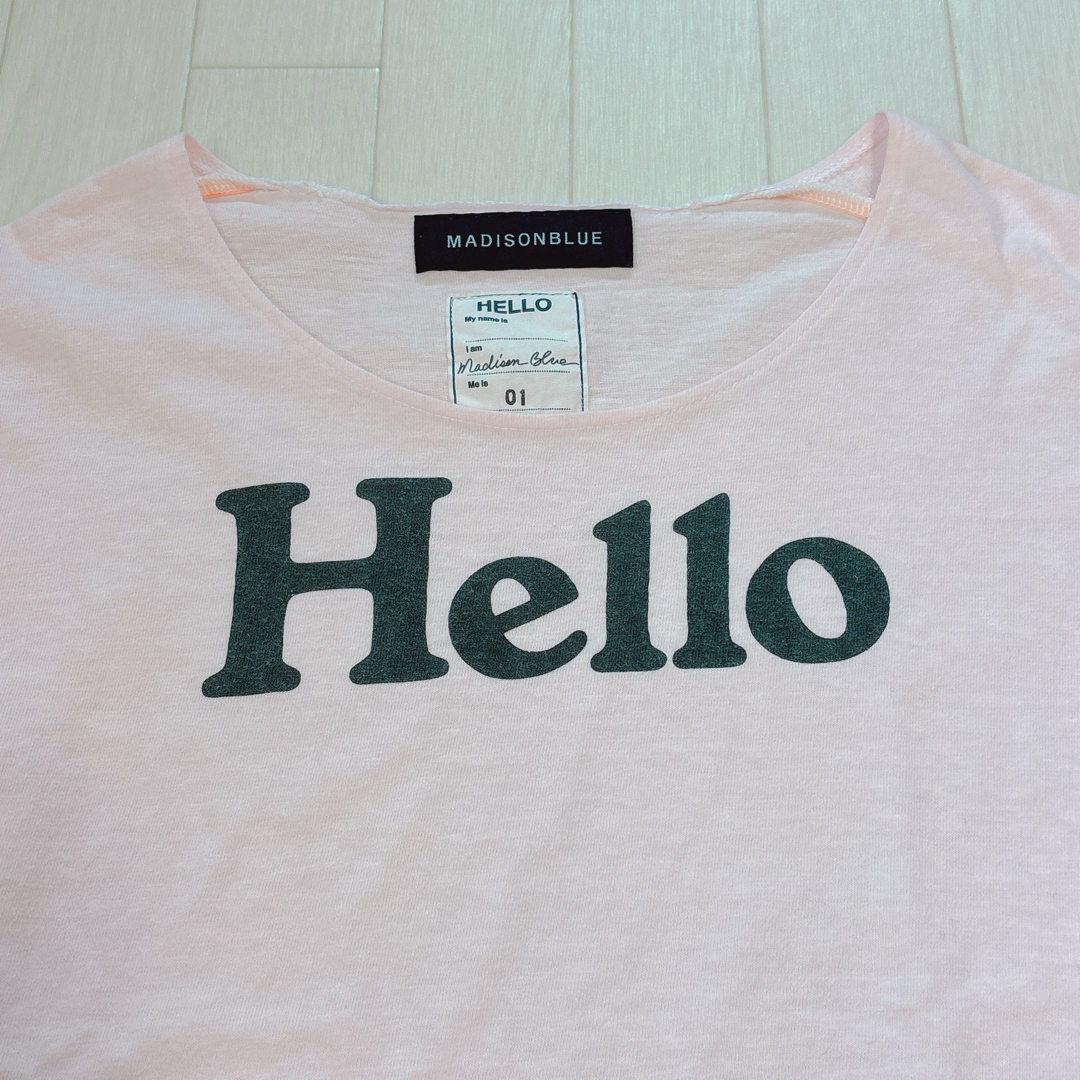 MADISONBLUE
HELLO
My name is
I am
Madison Blue
Me is
01
Hello